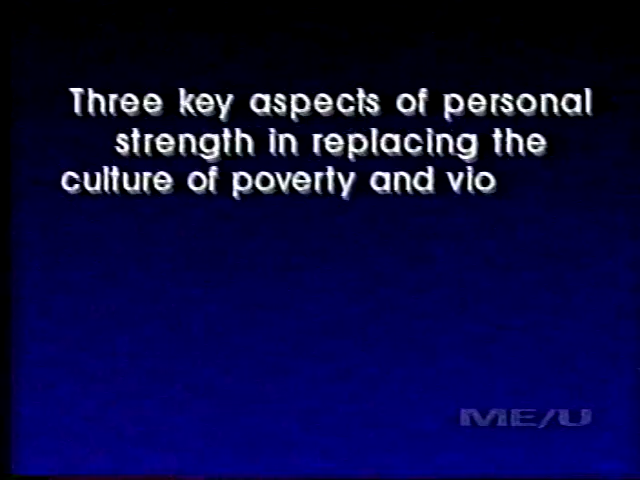 Three key aspects of personal
strength in replacing the
culture of poverty and vio
ME/U